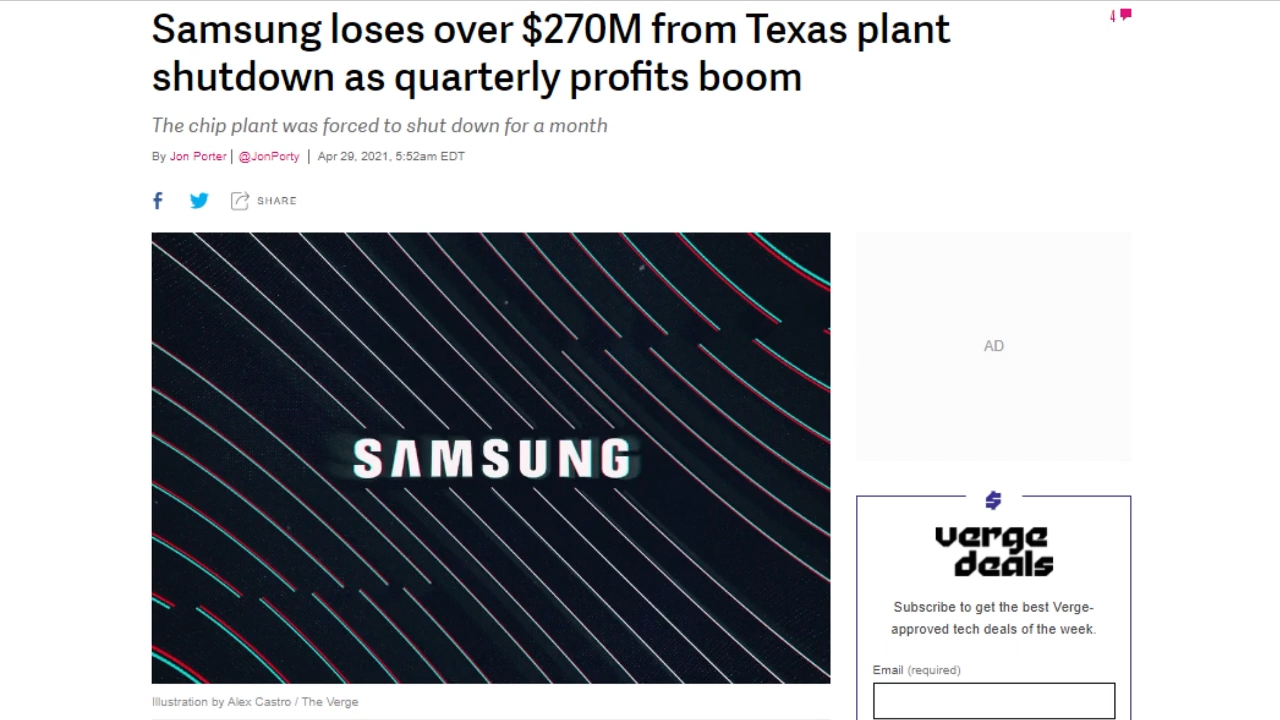 Samsung loses over $270M from Texas plant
shutdown as quarterly profits boom
4
The chip plant was forced to shut down for a month
By Jon Porter | @JonPorty | Apr 29, 2021, 5:52am EDT
SHARE
SAMSUNG
Illustration by Alex Castro / The Verge
AD
verge
deals
Subscribe to get the best Verge-
approved tech deals of the week.
Email (required)